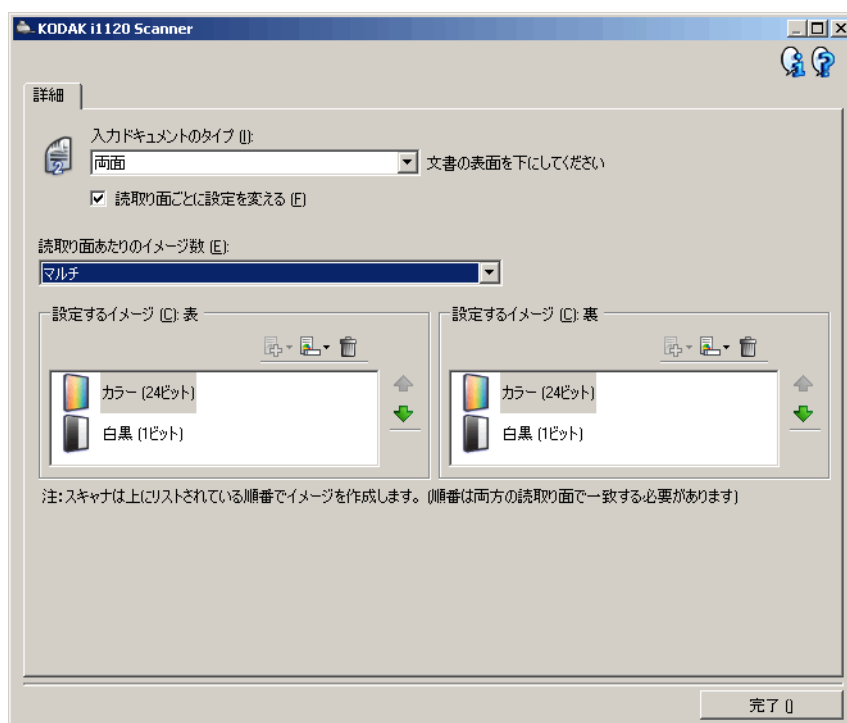 KODAK i1120 Scanner
詳細
入力ドキュメントのタイプ (I):
両面
文書の表面を下にしてください
読取り面ごとに設定を変える (F)
読取り面あたりのイメージ数 (E):
マルチ
設定するイメージ (C): 表
設定するイメージ (C): 裏
カラー (24ビット)
カラー (24ビット)
白黒 (1ビット)
白黒 (1ビット)
注:スキャナは上にリストされている順番でイメージを作成します。(順番は両方の読取り面で一致する必要があります)
完了 ()